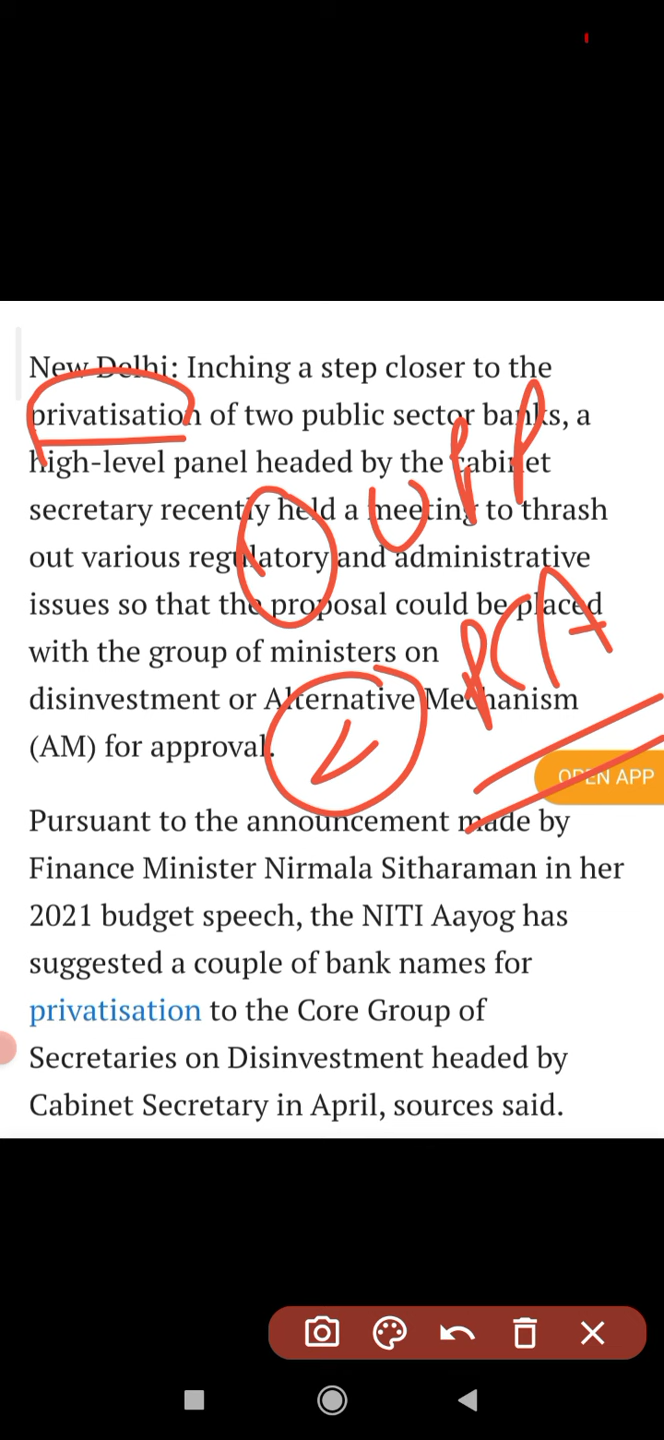 New Delhi: Inching a step closer to the
privatisation of two public sector banks, a
high-level panel headed by the cabinet
secretary recently held a meeting to thrash
out various regulatory and administrative
issues so that the proposal could be placed
with the group of ministers on
disinvestment or Alternative Mechanism
(AM) for approval.
OPEN APP
Pursuant to the announcement made by
Finance Minister Nirmala Sitharaman in her
2021 budget speech, the NITI Aayog has
suggested a couple of bank names for
privatisation to the Core Group of
Secretaries on Disinvestment headed by
Cabinet Secretary in April, sources said.
1
2
PCA